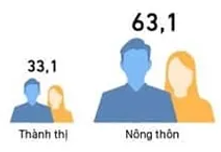 63,1
33,1
Thành thị
Nông thôn